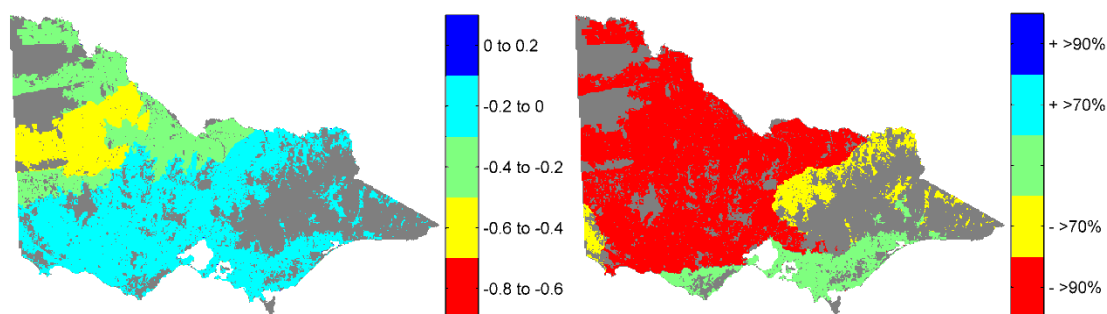 0 to 0.2
-0.2 to 0
-0.4 to -0.2
-0.6 to -0.4
-0.8 to -0.6
+ >90%
+ >70%
- >70%
- >90%